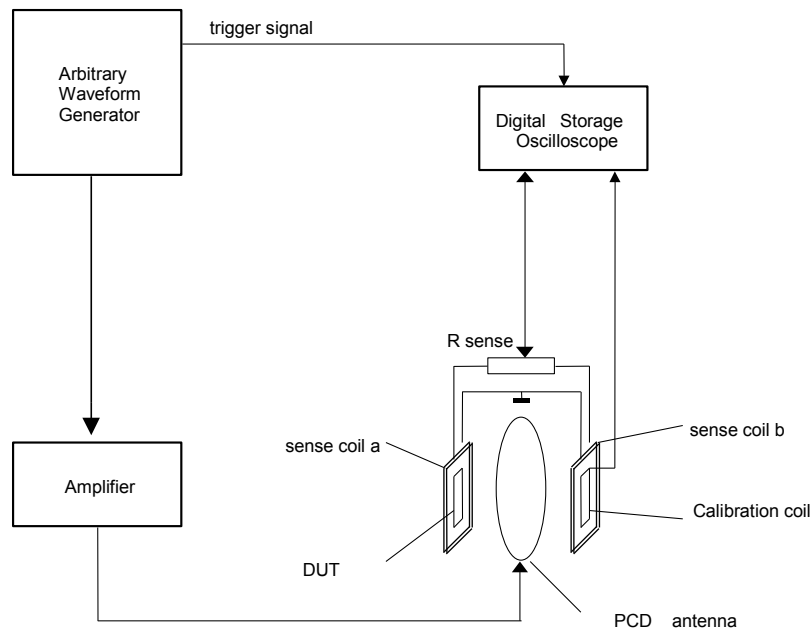 trigger signal
Arbitrary
Waveform
Generator
Digital Storage
Oscilloscope
R sense
sense coil a
sense coil b
Amplifier
Calibration coil
DUT
PCD antenna